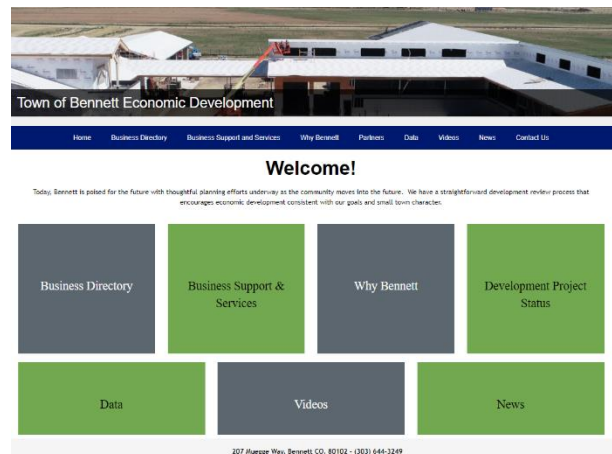 Town of Bennett Economic Development
Home Business Directory Business Support and Services Why Bennett Partners Data Videos News Contact Us
Welcome!
Today, Bennett is poised for the future with thoughtful planning efforts underway as the community moves into the future. We have a straightforward development review process that
encourages economic development consistent with our goals and small town character.
Business Directory
Business Support &
Services
Why Bennett
Development Project
Status
Data
Videos
News
207 Muegge Way, Bennett CO, 80102 - (303) 644-3249